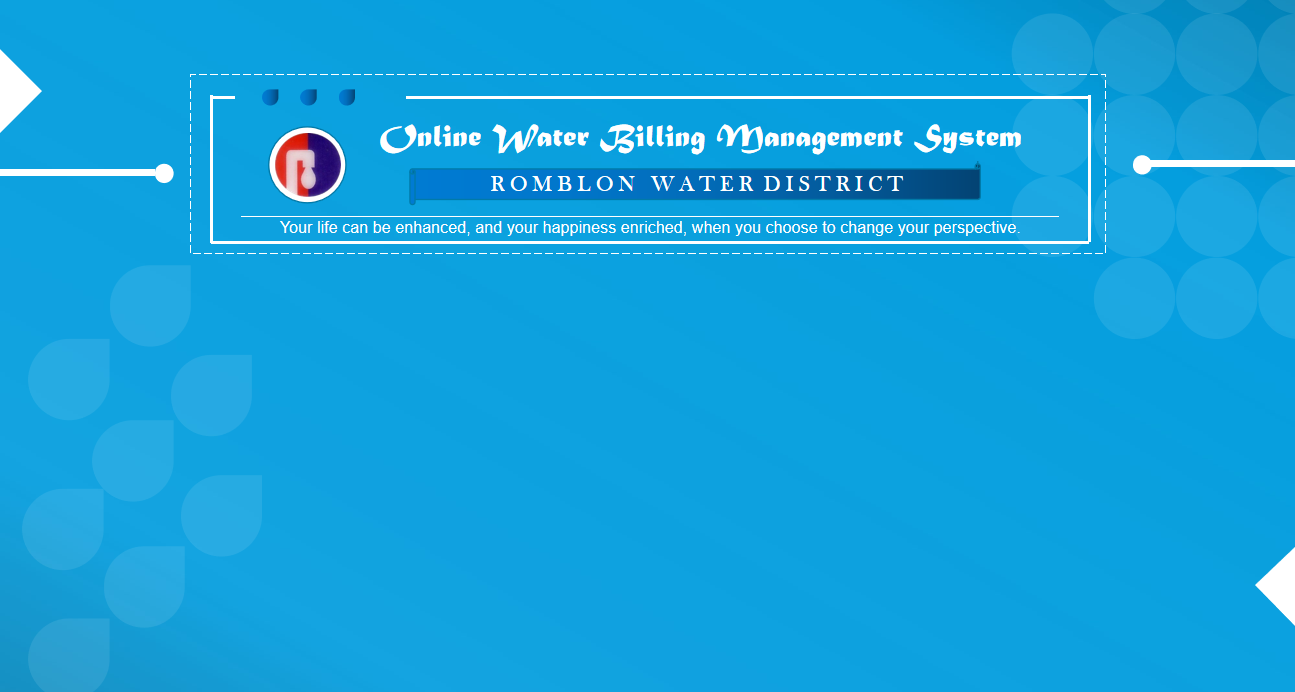 Online Water Billing Management System
ROMBLON WATER DISTRICT
Your life can be enhanced, and your happiness enriched, when you choose to change your perspective.